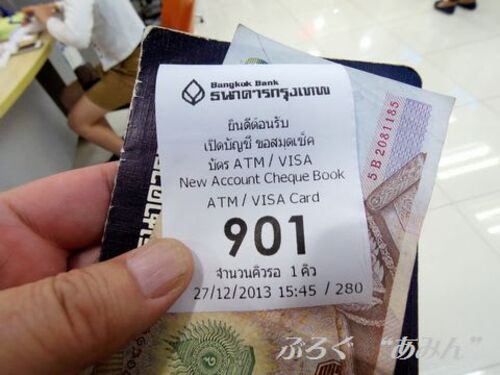 Bangkok Bank
ธนาคารกรุงเทพ
ยินดีต้อนรับ
เปิดบัญชี ขอสมุดเช็ค
บัตร ATM / VISA
New Account Cheque Book
ATM / VISA Card
901
จำนวนคิวรอ 1 คิว
27/12/2013 15:45 / 280
5B2081185
ぶろぐ “あみん”